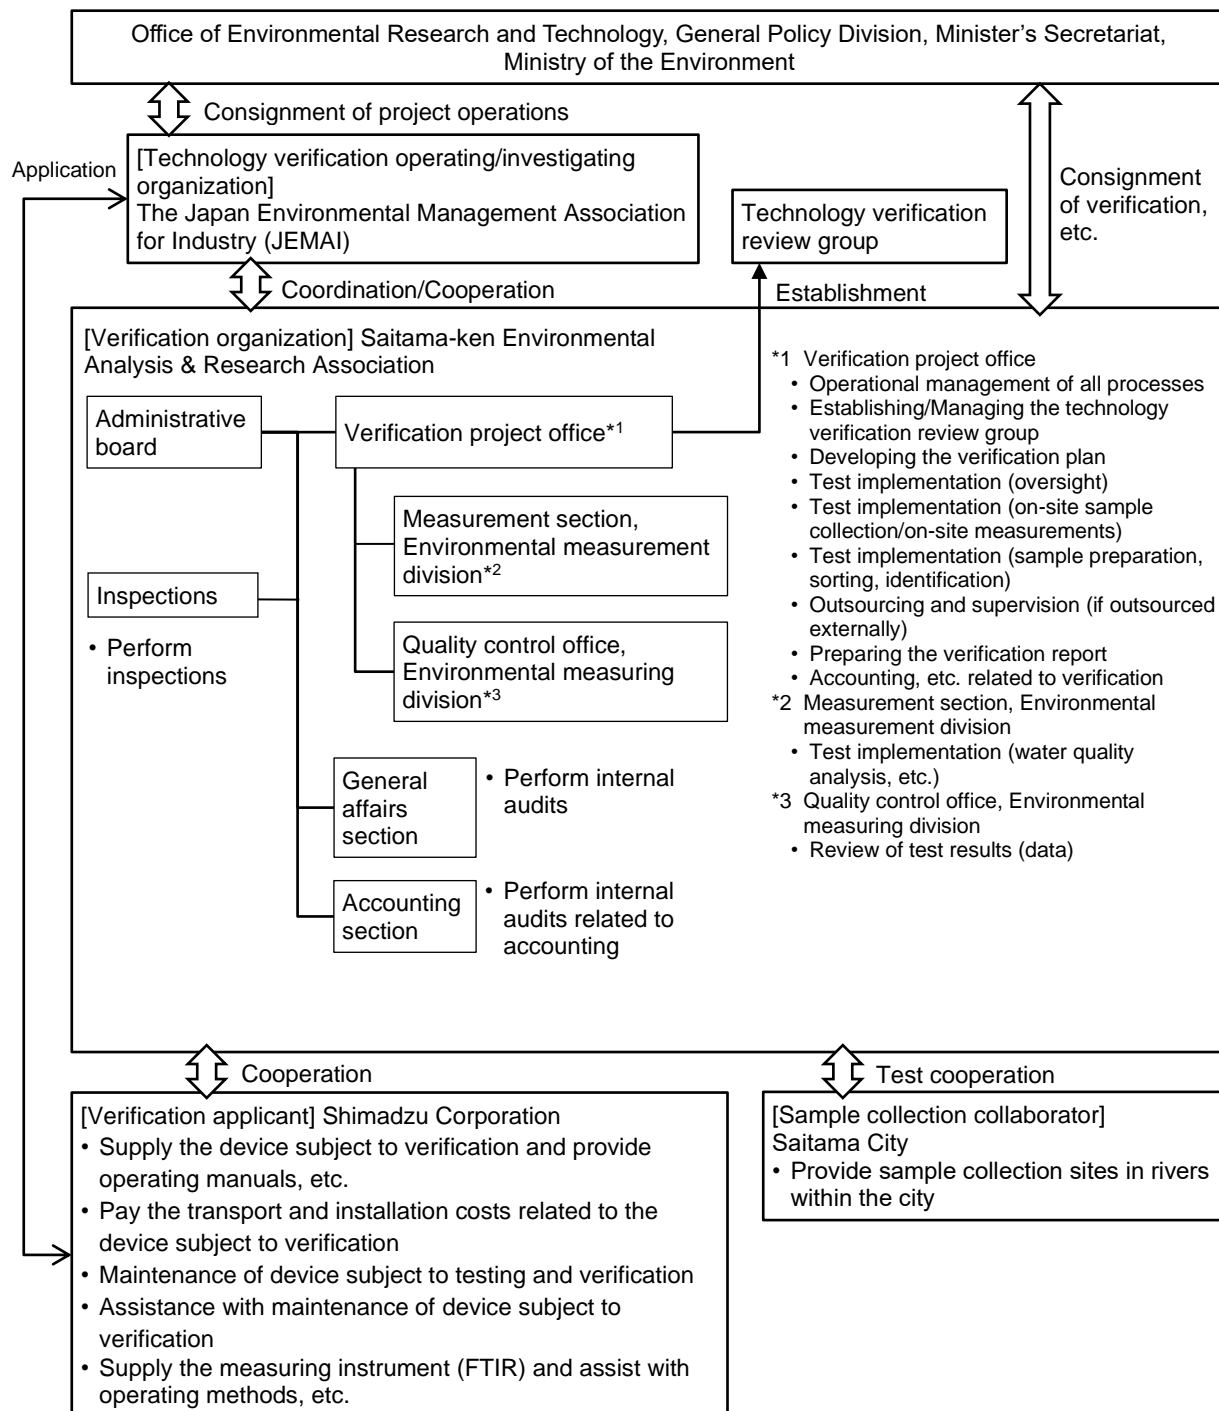 Office of Environmental Research and Technology, General Policy Division, Minister’s Secretariat,
Ministry of the Environment
Consignment of project operations
Application
[Technology verification operating/investigating
organization]
The Japan Environmental Management Association
for Industry (JEMAI)
Technology verification
review group
Consignment
of verification,
etc.
Coordination/Cooperation
Establishment
[Verification organization] Saitama-ken Environmental
Analysis & Research Association
Administrative
board
Verification project office*1
Measurement section,
Environmental measurement
division*2
Inspections
• Perform
inspections
Quality control office,
Environmental measuring
division*3
General
affairs
section
• Perform internal
audits
Accounting
section
• Perform internal
audits related to
accounting
*1 Verification project office
• Operational management of all processes
• Establishing/Managing the technology
verification review group
• Developing the verification plan
• Test implementation (oversight)
• Test implementation (on-site sample
collection/on-site measurements)
• Test implementation (sample preparation,
sorting, identification)
• Outsourcing and supervision (if outsourced
externally)
• Preparing the verification report
• Accounting, etc. related to verification
*2 Measurement section, Environmental
measurement division
• Test implementation (water quality
analysis, etc.)
*3 Quality control office, Environmental
measuring division
• Review of test results (data)
Cooperation
Test cooperation
[Verification applicant] Shimadzu Corporation
• Supply the device subject to verification and provide
operating manuals, etc.
• Pay the transport and installation costs related to the
device subject to verification
• Maintenance of device subject to testing and verification
• Assistance with maintenance of device subject to
verification
• Supply the measuring instrument (FTIR) and assist with
operating methods, etc.
[Sample collection collaborator]
Saitama City
• Provide sample collection sites in rivers
within the city